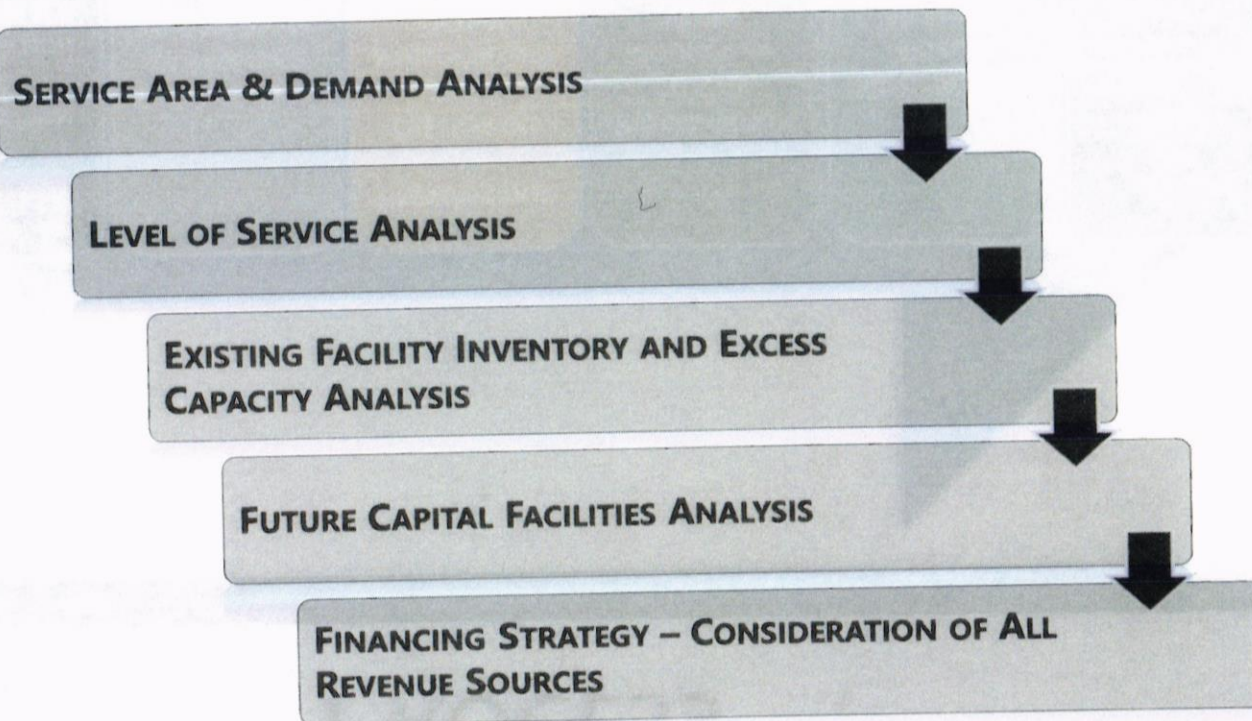 SERVICE AREA & DEMAND ANALYSIS
LEVEL OF SERVICE ANALYSIS
EXISTING FACILITY INVENTORY AND EXCESS
CAPACITY ANALYSIS
FUTURE CAPITAL FACILITIES ANALYSIS
FINANCING STRATEGY – CONSIDERATION OF ALL
REVENUE SOURCES